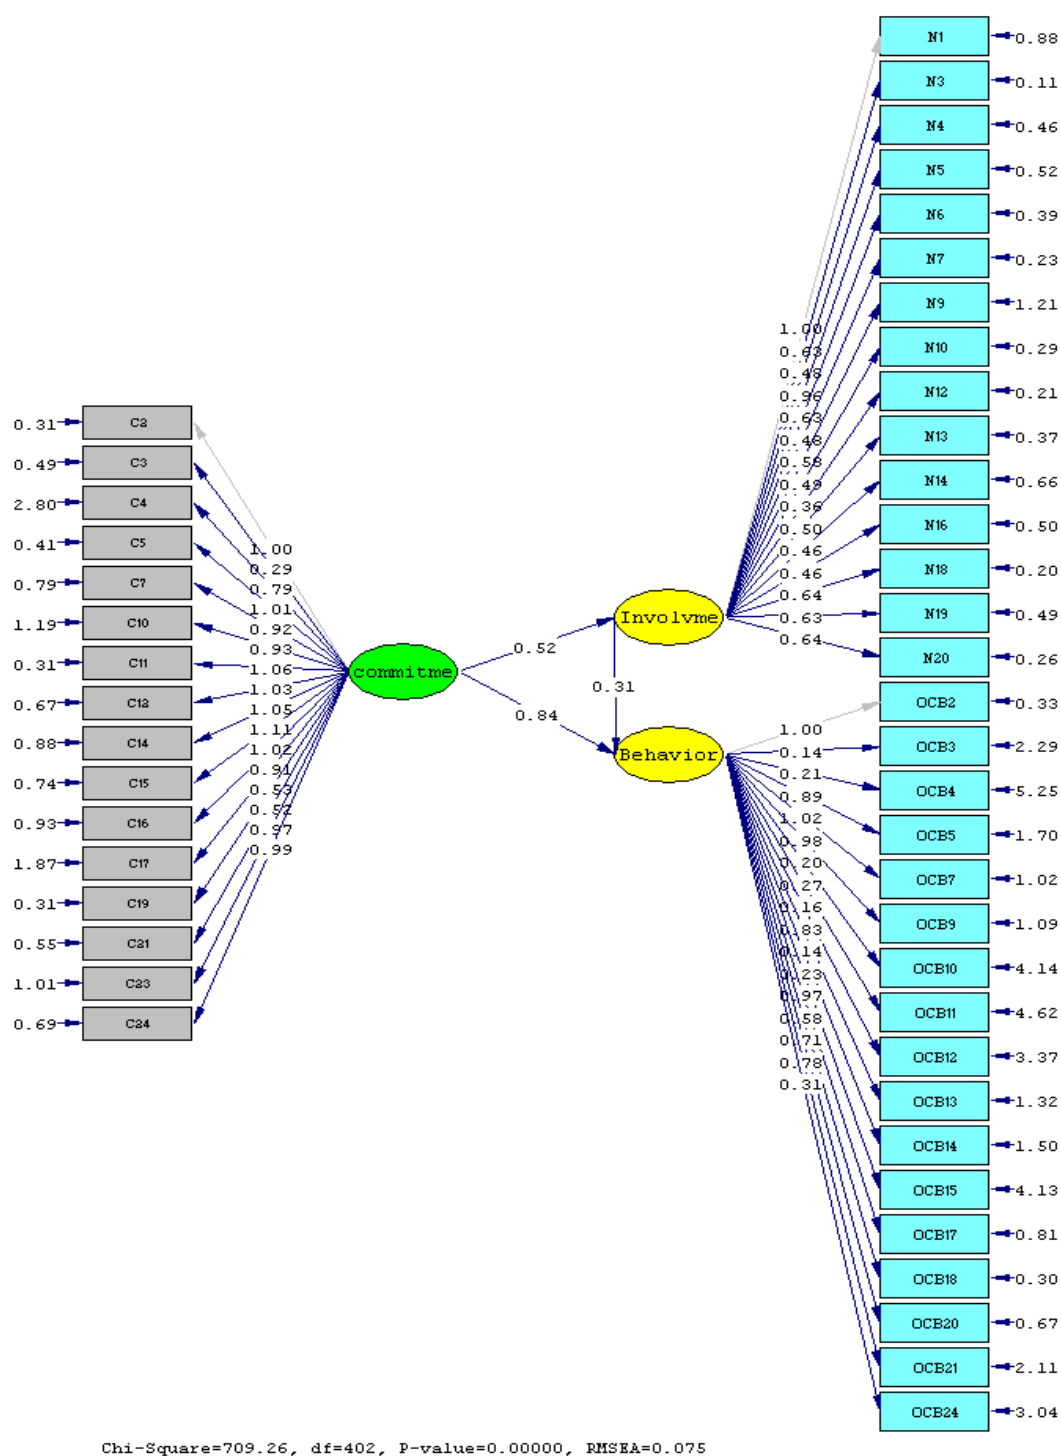 N1 0.88
N3 0.11
N4 0.46
N5 0.52
N6 0.39
N7 0.23
N9 1.21
N10 0.29
N12 0.21
N13 0.37
N14 0.66
N16 0.50
N18 0.20
N19 0.49
N20 0.26
1.00
0.63
0.48
0.96
0.63
0.48
0.58
0.49
0.36
0.50
0.46
0.46
0.64
0.63
0.64
0.31 C2
0.49 C3
2.80 C4
0.41 C5
0.79 C7
1.19 C10
0.31 C11
0.67 C12
0.88 C14
0.74 C15
0.93 C16
1.87 C17
0.31 C19
0.55 C21
1.01 C23
0.69 C24
1.00
0.29
0.79
1.01
0.92
0.93
1.06
1.03
1.05
1.11
1.02
0.91
0.53
0.52
0.97
0.99
commitme
0.52
0.84
Involvme
0.31
Behavior
1.00
0.14
0.21
0.89
1.02
0.98
0.20
0.27
0.16
0.83
0.14
0.23
0.97
0.58
0.71
0.78
0.31
OCB2 0.33
OCB3 2.29
OCB4 5.25
OCB5 1.70
OCB7 1.02
OCB9 1.09
OCB10 4.14
OCB11 4.62
OCB12 3.37
OCB13 1.32
OCB14 1.50
OCB15 4.13
OCB17 0.81
OCB18 0.30
OCB20 0.67
OCB21 2.11
OCB24 3.04
Chi-Square=709.26, df=402, P-value=0.00000, RMSEA=0.075